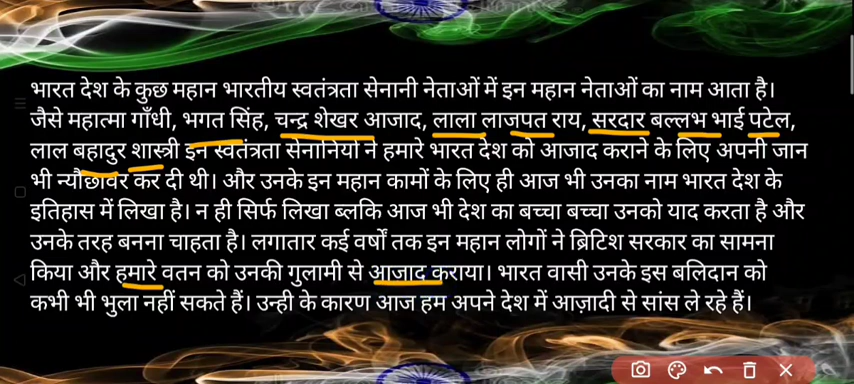 भारत देश के कुछ महान भारतीय स्वतंत्रता सेनानी नेताओं में इन महान नेताओं का नाम आता है।
जैसे महात्मा गाँधी, भगत सिंह, चन्द्र शेखर आजाद, लाला लाजपत राय, सरदार बल्लभ भाई पटेल,
लाल बहादुर शास्त्री इन स्वतंत्रता सेनानियों ने हमारे भारत देश को आजाद कराने के लिए अपनी जान
भी न्यौछावर कर दी थी। और उनके इन महान कामों के लिए ही आज भी उनका नाम भारत देश के
इतिहास में लिखा है। न ही सिर्फ लिखा ब्लकि आज भी देश का बच्चा बच्चा उनको याद करता है और
उनके तरह बनना चाहता है। लगातार कई वर्षों तक इन महान लोगों ने ब्रिटिश सरकार का सामना
किया और हमारे वतन को उनकी गुलामी से आजाद कराया। भारत वासी उनके इस बलिदान को
कभी भी भुला नहीं सकते हैं। उन्ही के कारण आज हम अपने देश में आज़ादी से सांस ले रहे हैं।